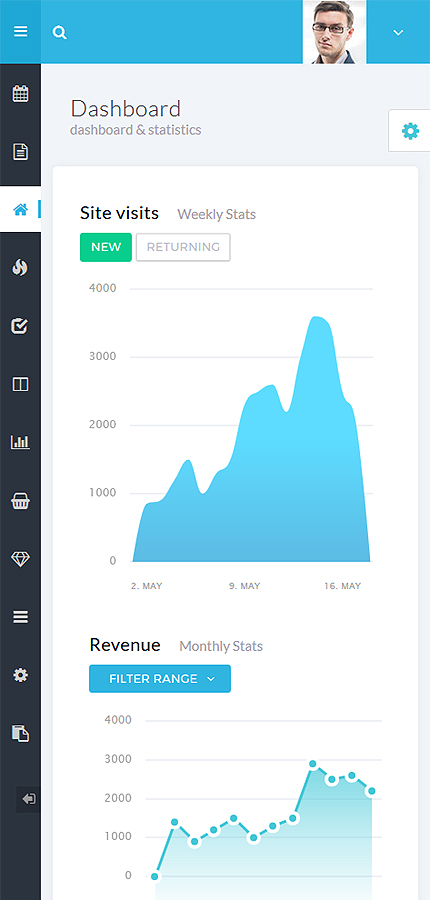 Dashboard
dashboard & statistics
Site visits Weekly Stats
NEW RETURNING
4000
3000
2000
1000
0
2. MAY 9. MAY 16. MAY
Revenue Monthly Stats
FILTER RANGE
4000
3000
2000
1000
0